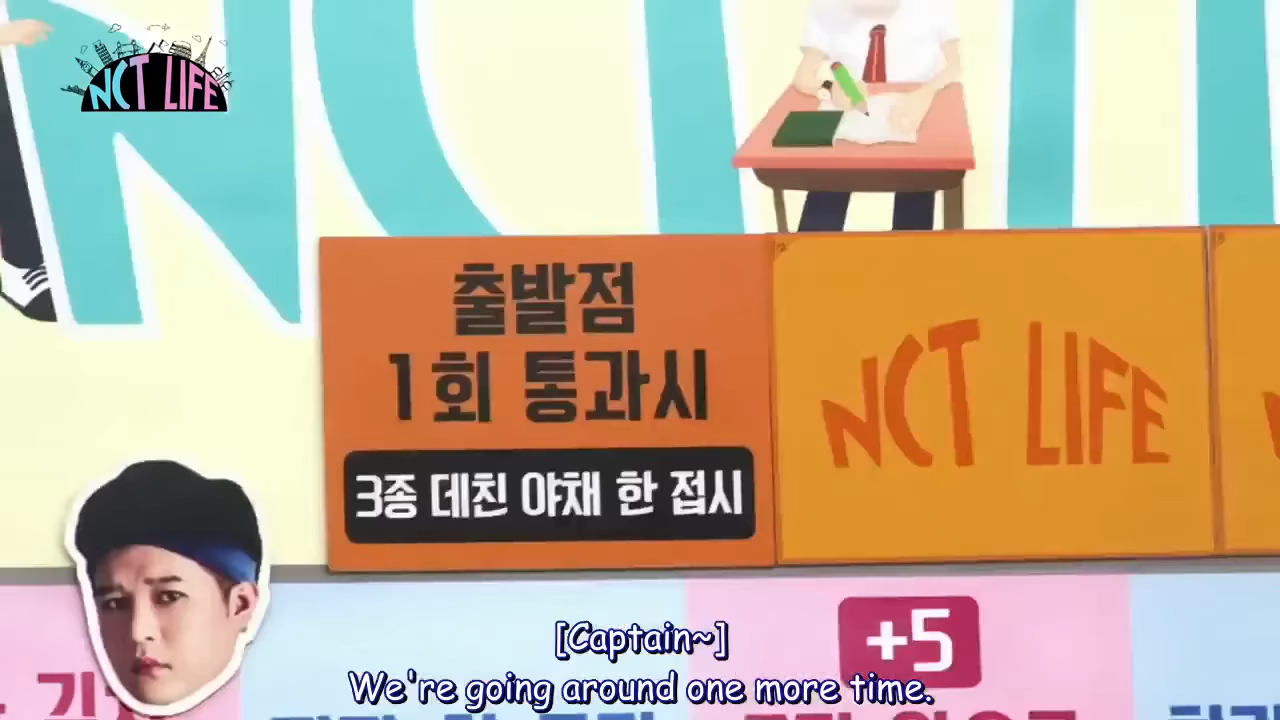 NCT LIFE
출발점
1회 통과시
3종 데친 야채 한 접시
NCT LIFE
+5
[Captain~]
We're going around one more time.